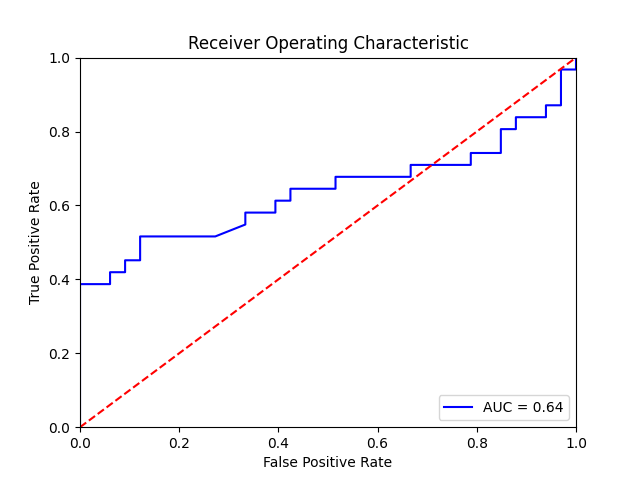 Receiver Operating Characteristic
True Positive Rate
1.0
0.8
0.6
0.4
0.2
0.0
AUC = 0.64
0.0 0.2 0.4 0.6 0.8 1.0
False Positive Rate